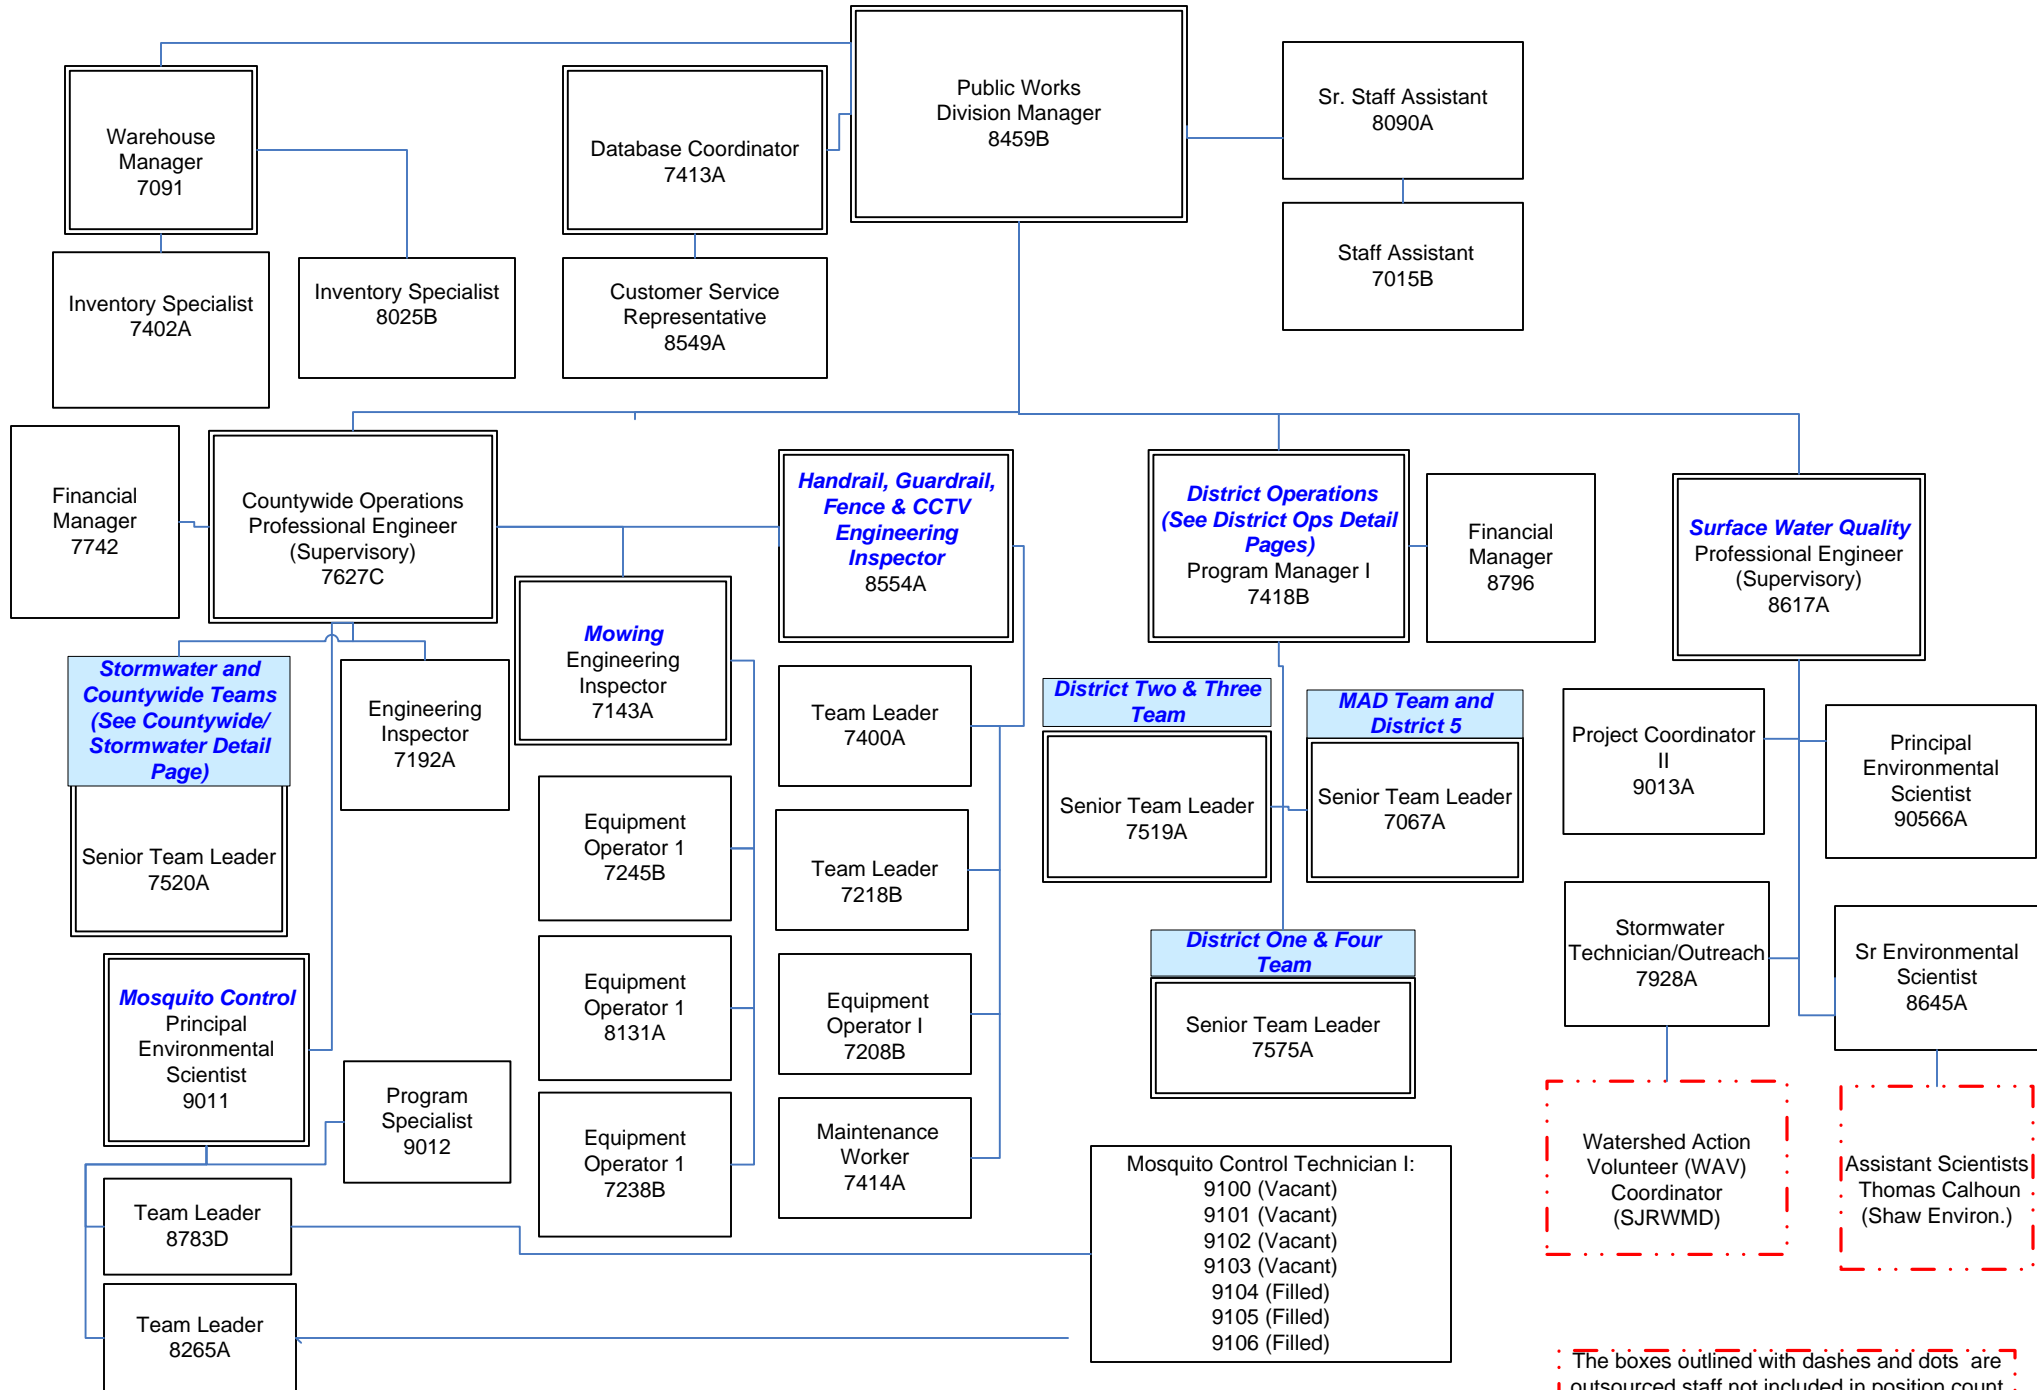 Public Works
Division Manager
8459B
Sr. Staff Assistant
8090A
Warehouse
Manager
7091
Database Coordinator
7413A
Staff Assistant
7015B
Inventory Specialist
7402A
Inventory Specialist
8025B
Customer Service
Representative
8549A
Financial
Manager
7742
Countywide Operations
Professional Engineer
(Supervisory)
7627C
Handrail, Guardrail,
Fence & CCTV
Engineering
Inspector
8554A
District Operations
(See District Ops Detail
Pages)
Program Manager I
7418B
Financial
Manager
8796
Surface Water Quality
Professional Engineer
(Supervisory)
8617A
Mowing
Engineering
Inspector
7143A
Stormwater and
Countywide Teams
(See Countywide/
Stormwater Detail
Page)
Senior Team Leader
7520A
Engineering
Inspector
7192A
Team Leader
7400A
District Two & Three
Team
Senior Team Leader
7519A
MAD Team and
District 5
Senior Team Leader
7067A
Project Coordinator
II
9013A
Principal
Environmental
Scientist
90566A
Equipment
Operator 1
7245B
Team Leader
7218B
Stormwater
Technician/Outreach
7928A
Sr Environmental
Scientist
8645A
District One & Four
Team
Senior Team Leader
7575A
Mosquito Control
Principal
Environmental
Scientist
9011
Equipment
Operator 1
8131A
Equipment
Operator I
7208B
Program
Specialist
9012
Equipment
Operator 1
7238B
Maintenance
Worker
7414A
Watershed Action
Volunteer (WAV)
Coordinator
(SJRWMD)
Assistant Scientists
Thomas Calhoun
(Shaw Environ.)
Mosquito Control Technician I:
9100 (Vacant)
9101 (Vacant)
9102 (Vacant)
9103 (Vacant)
9104 (Filled)
9105 (Filled)
9106 (Filled)
Team Leader
8783D
Team Leader
8265A
The boxes outlined with dashes and dots are
outsourced staff not included in position count